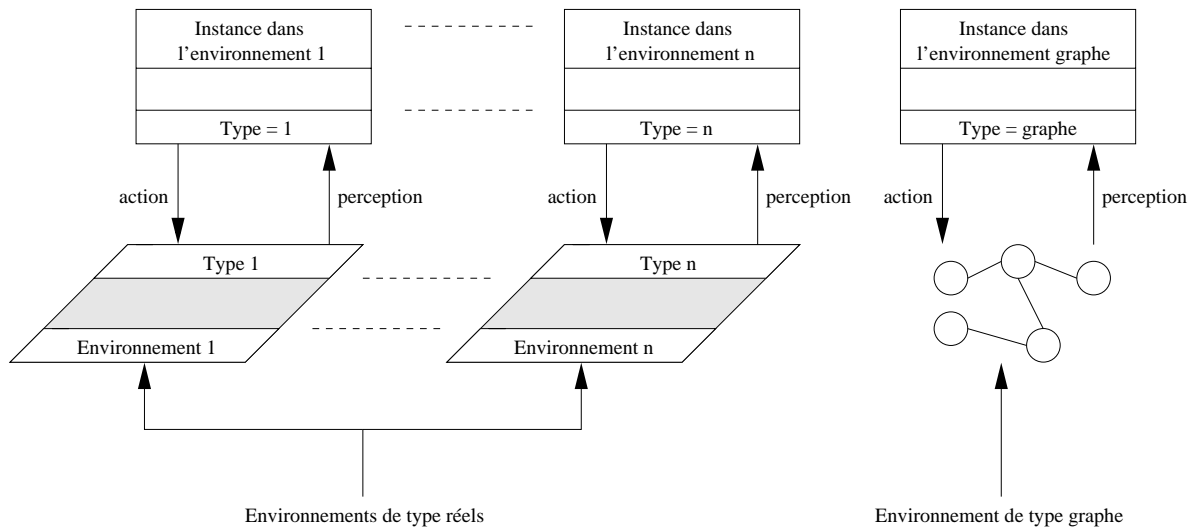 Instance dans
l'environnement 1
Type = 1
Instance dans
l'environnement n
Type = n
Instance dans
l'environnement graphe
Type = graphe
action
perception
action
perception
action
perception
Type 1
Environnement 1
Type n
Environnement n
Environnements de type réels
Environnement de type graphe